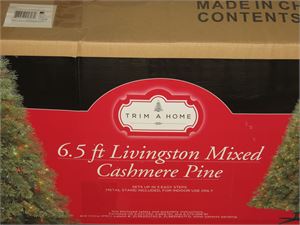 MADE IN CH
CONTENTS
TRIM A HOME
6.5 ft Livingston Mixed
Cashmere Pine
SETS UP IN 3 EASY STEPS
METAL STAND INCLUDED, FOR INDOOR USE ONLY